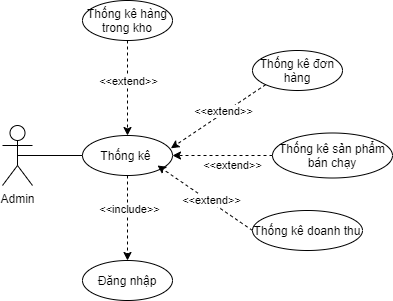 Thống kê hàng
trong kho
<<extend>>
Thống kê đơn
hàng
<<extend>>
Thống kê
Thống kê sản phẩm
bán chạy
<<extend>>
Admin
<<include>>
<<extend>>
Thống kê doanh thu
Đăng nhập